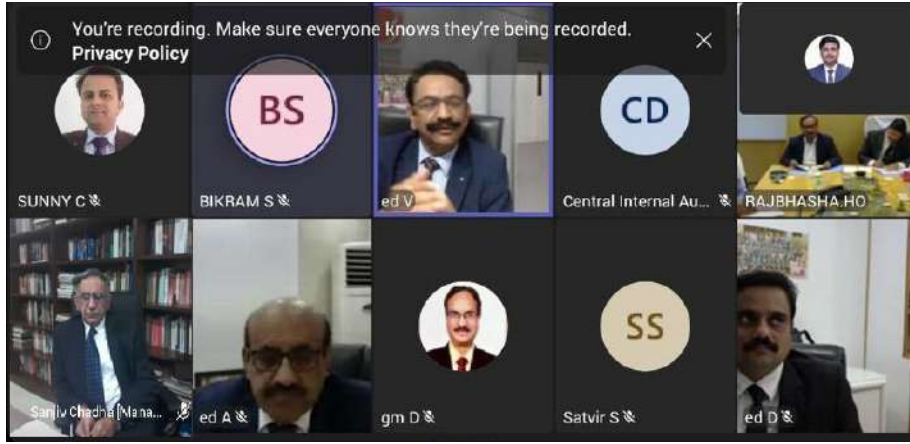 You're recording. Make sure everyone knows they're being recorded.
Privacy Policy
BS
CD
SUNNY C
BIKRAM S
ed V
Central Internal Au...
RAJBHASHA.HO
SS
Sanjiv Chadha [Mana...
ed A
gm D
Satvir S
ed D